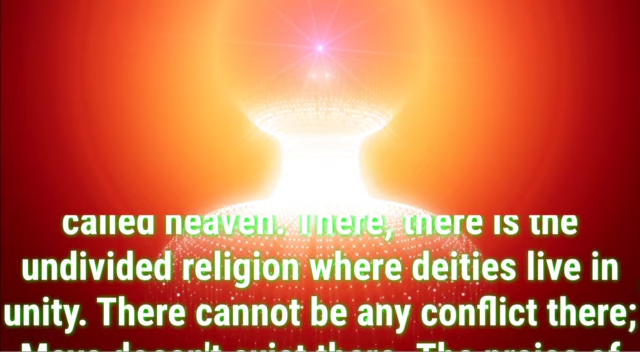 called heaven. There, there is the
undivided religion where deities live in
unity. There cannot be any conflict there;
Maya doesn't exist there. The praise of